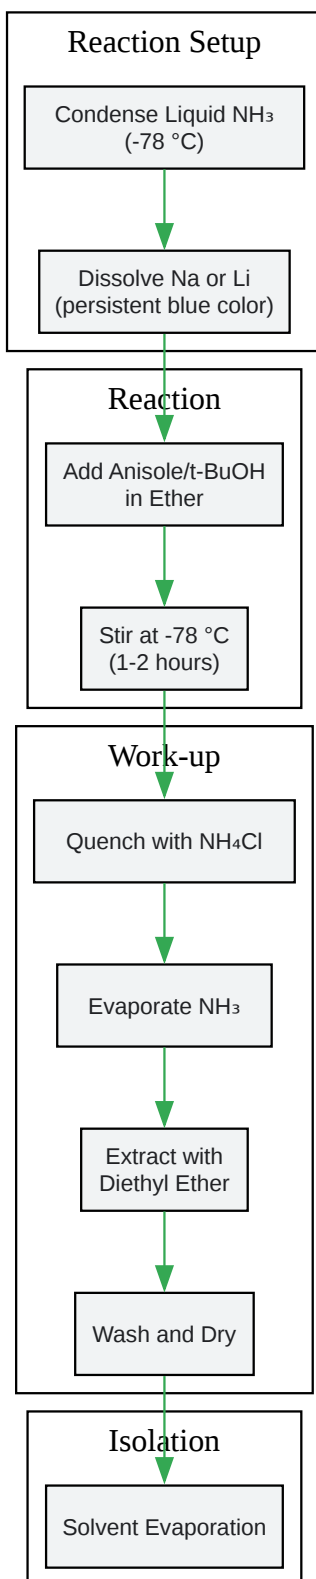 Reaction Setup
Condense Liquid NH₃
(-78 °C)
Dissolve Na or Li
(persistent blue color)
Reaction
Add Anisole/t-BuOH
in Ether
Stir at -78 °C
(1-2 hours)
Work-up
Quench with NH₄Cl
Evaporate NH₃
Extract with
Diethyl Ether
Wash and Dry
Isolation
Solvent Evaporation